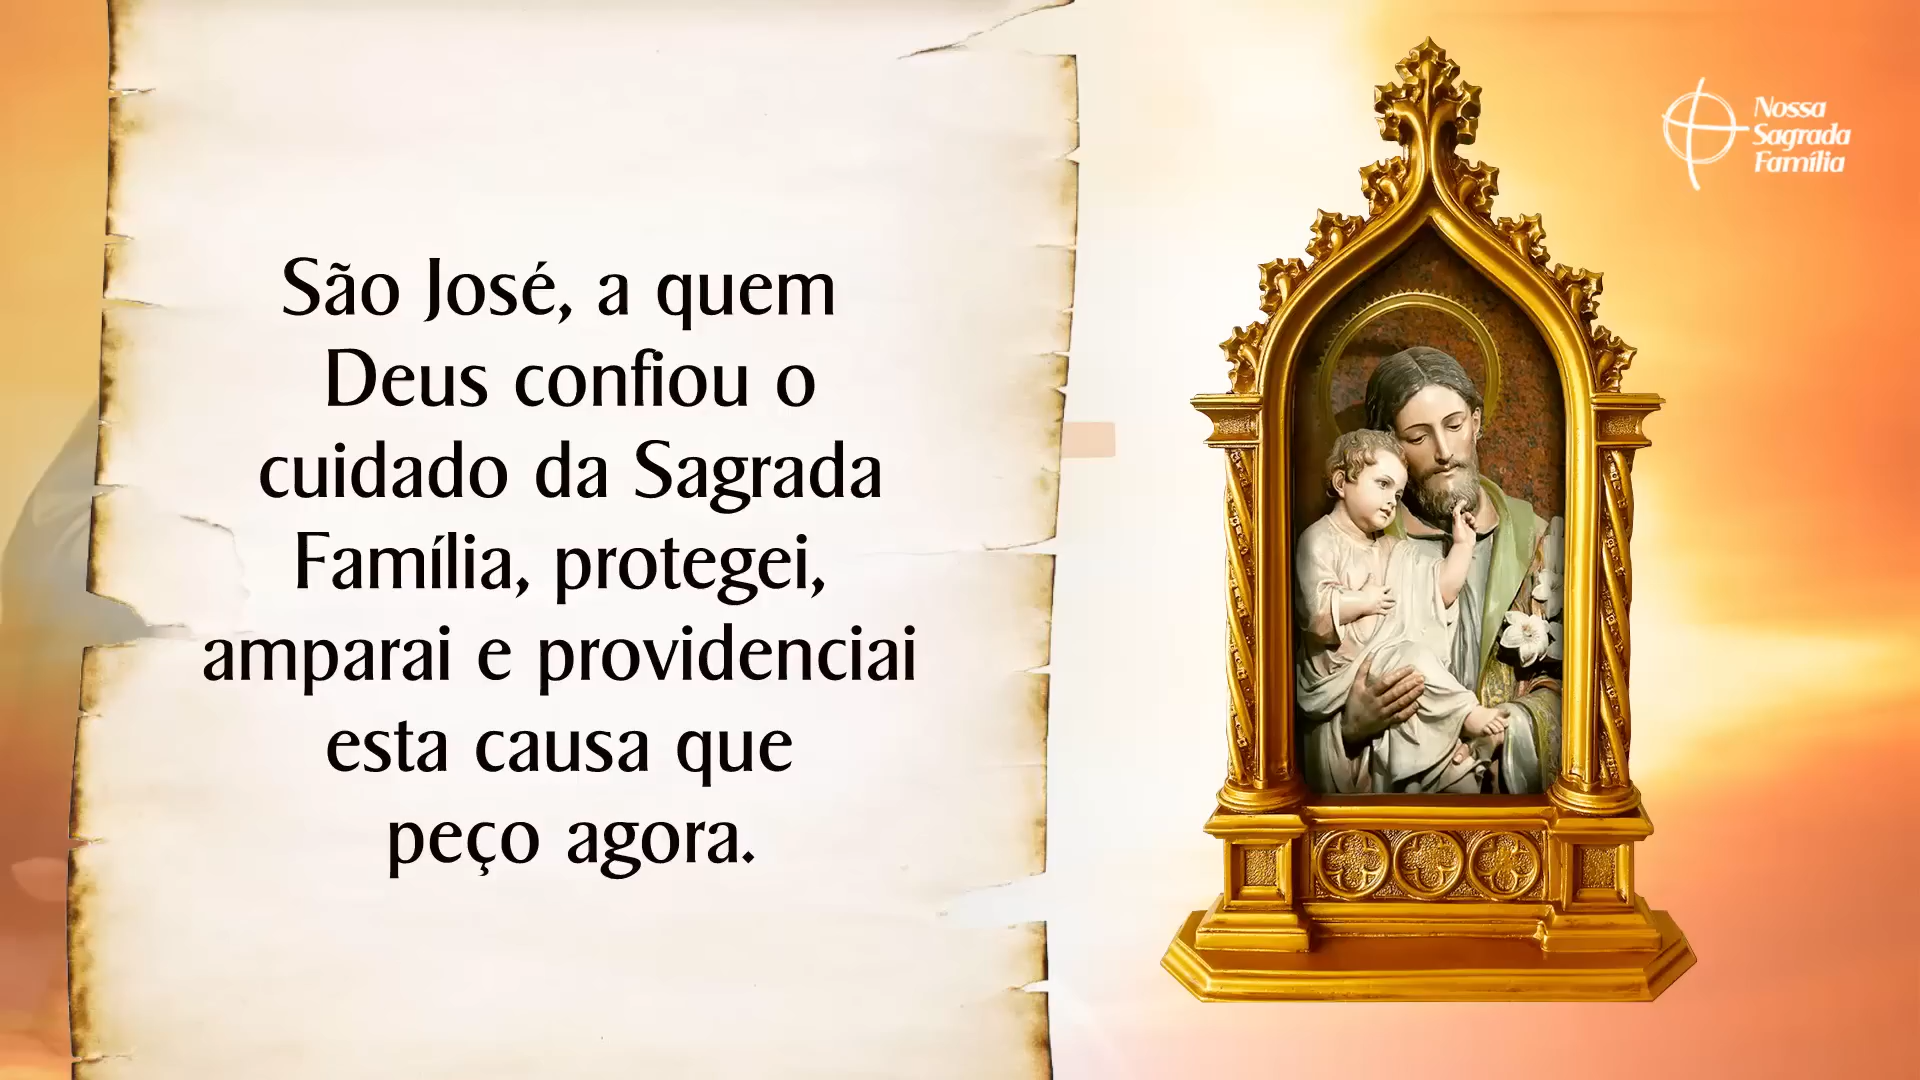 São José, a quem
Deus confiou o
cuidado da Sagrada
Família, protegei,
amparai e providenciai
esta causa que
peço agora.
Nossa
Sagrada
Família